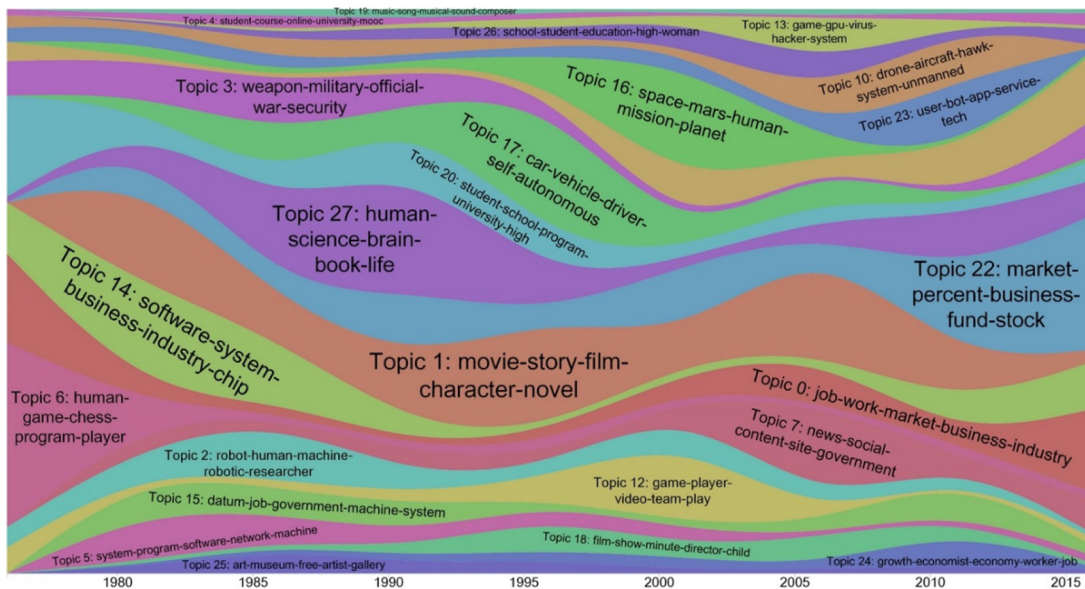 Topic 19: music-song-musical-sound-composer
Topic 4: student-course-online-university-mooc
Topic 13: game-gpu-virus-
hacker-system
Topic 26: school-student-education-high-woman
Topic 10: drone-aircraft-hawk-
system-unmanned
Topic 3: weapon-military-official-
war-security
Topic 16: space-mars-human-
mission-planet
Topic 23: user-bot-app-service-
tech
Topic 17: car-vehicle-driver-
self-autonomous
Topic 20: student-school-program-
university-high
Topic 27: human-
science-brain-
book-life
Topic 22: market-
percent-business-
fund-stock
Topic 14: software-system-
business-industry-chip
Topic 1: movie-story-film-
character-novel
Topic 0: job-work-market-business-industry
Topic 6: human-
game-chess-
program-player
Topic 7: news-social-
content-site-government
Topic 2: robot-human-machine-
robotic-researcher
Topic 12: game-player-
video-team-play
Topic 15: datum-job-government-machine-system
Topic 5: system-program-software-network-machine
Topic 18: film-show-minute-director-child
Topic 25: art-museum-free-artist-gallery
Topic 24: growth-economist-economy-worker-job
1980 1985 1990 1995 2000 2005 2010 2015